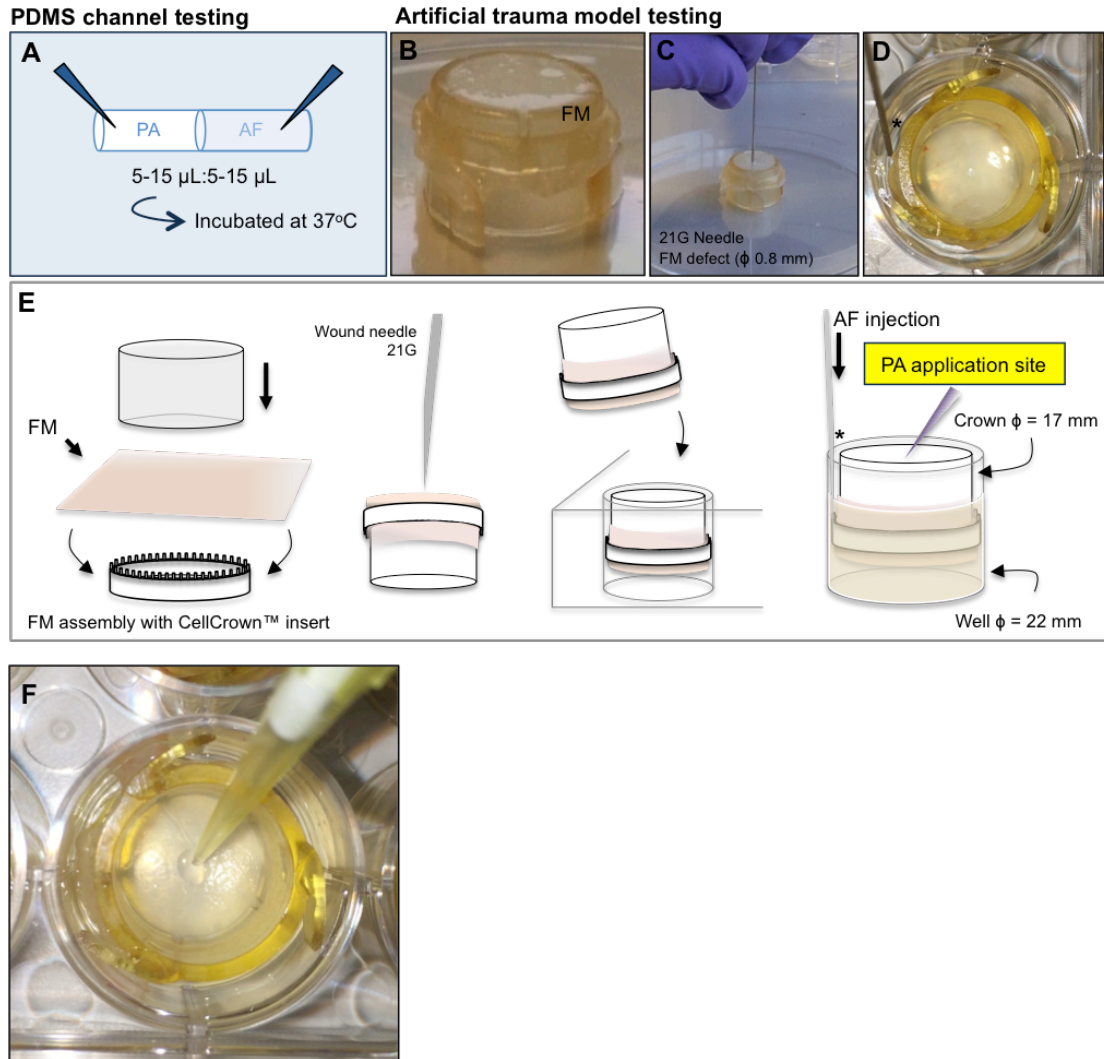 PDMS channel testing
Artificial trauma model testing
A
PA
AF
5-15 µL:5-15 µL
Incubated at 37°C
B
FM
C
21G Needle
FM defect (ϕ 0.8 mm)
D
*
E
FM
FM assembly with CellCrown™ insert
Wound needle
21G
AF injection
PA application site
*
Crown ϕ = 17 mm
Well ϕ = 22 mm
F